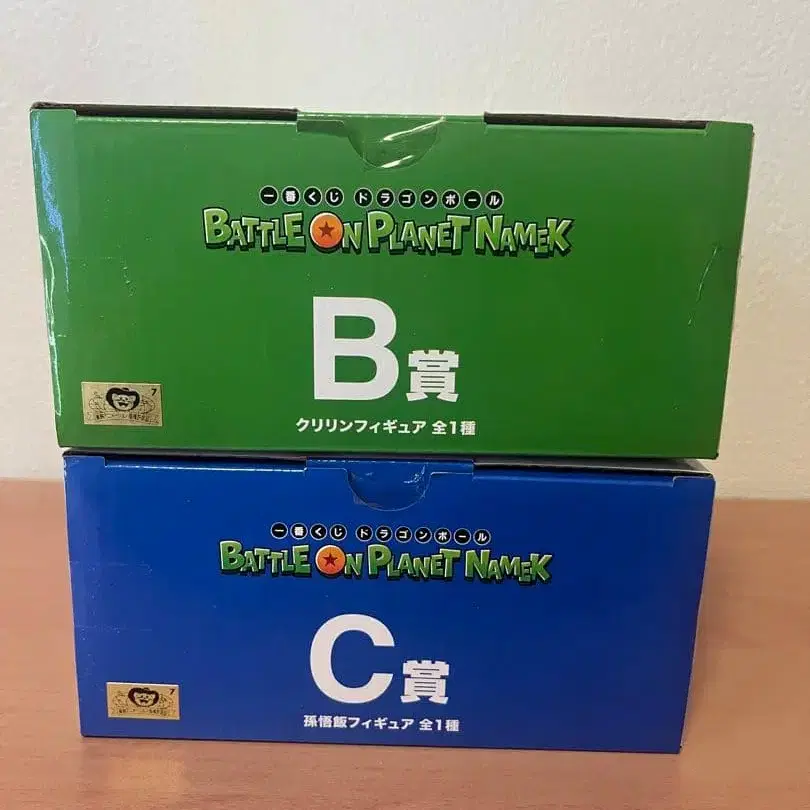 一番くじ ドラゴンボール
BATTLE ON PLANET NAMEK
B賞
クリリンフィギュア 全1種
7
一番くじ ドラゴンボール
BATTLE ON PLANET NAMEK
C賞
孫悟飯フィギュア 全1種
7